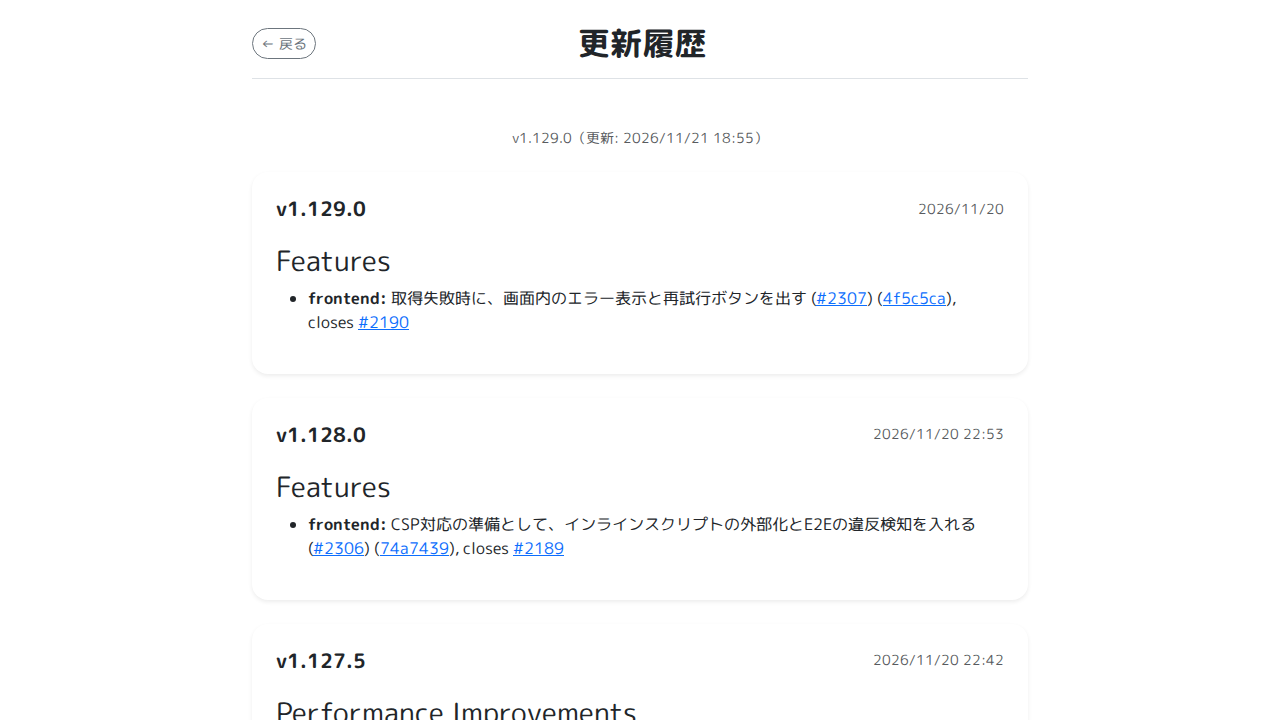 ← 戻る
更新履歴
v1.129.0（更新: 2026/11/21 18:55）
v1.129.0
2026/11/20
Features
frontend: 取得失敗時に、画面内のエラー表示と再試行ボタンを出す (#2307) (4f5c5ca),
closes #2190
v1.128.0
2026/11/20 22:53
Features
frontend: CSP対応の準備として、インラインスクリプトの外部化とE2Eの違反検知を入れる
(#2306) (74a7439), closes #2189
v1.127.5
2026/11/20 22:42
Performance Improvements